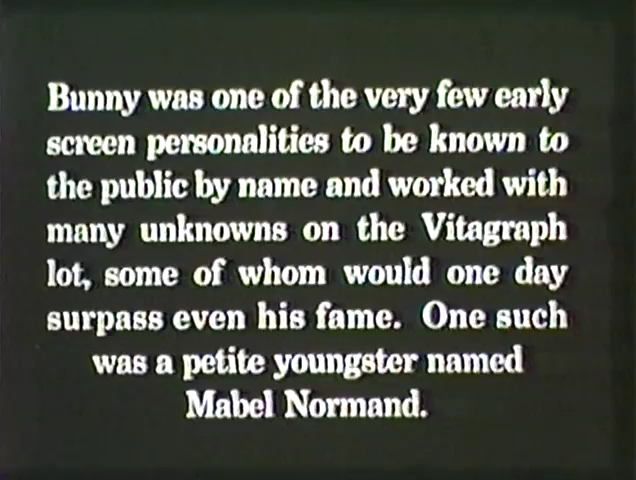 Bunny was one of the very few early
screen personalities to be known to
the public by name and worked with
many unknowns on the Vitagraph
lot, some of whom would one day
surpass even his fame. One such
was a petite youngster named
Mabel Normand.